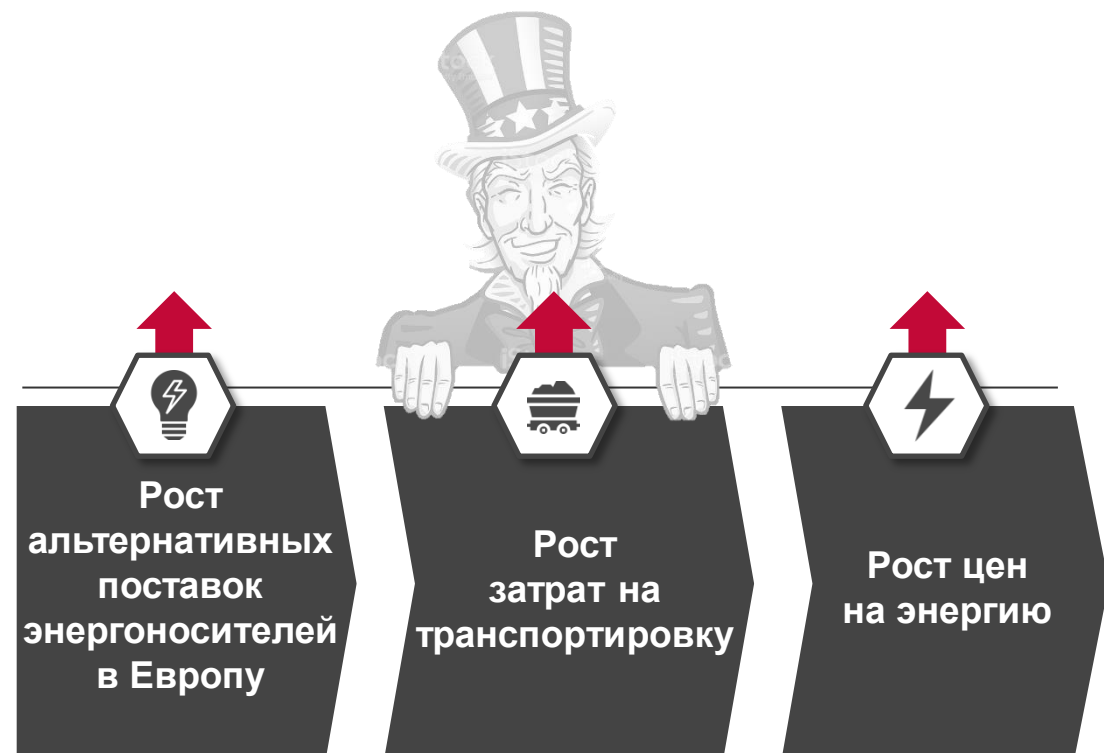 Рост
альтернативных
поставок
энергоносителей
в Европу
Рост
затрат на
транспортировку
Рост цен
на энергию